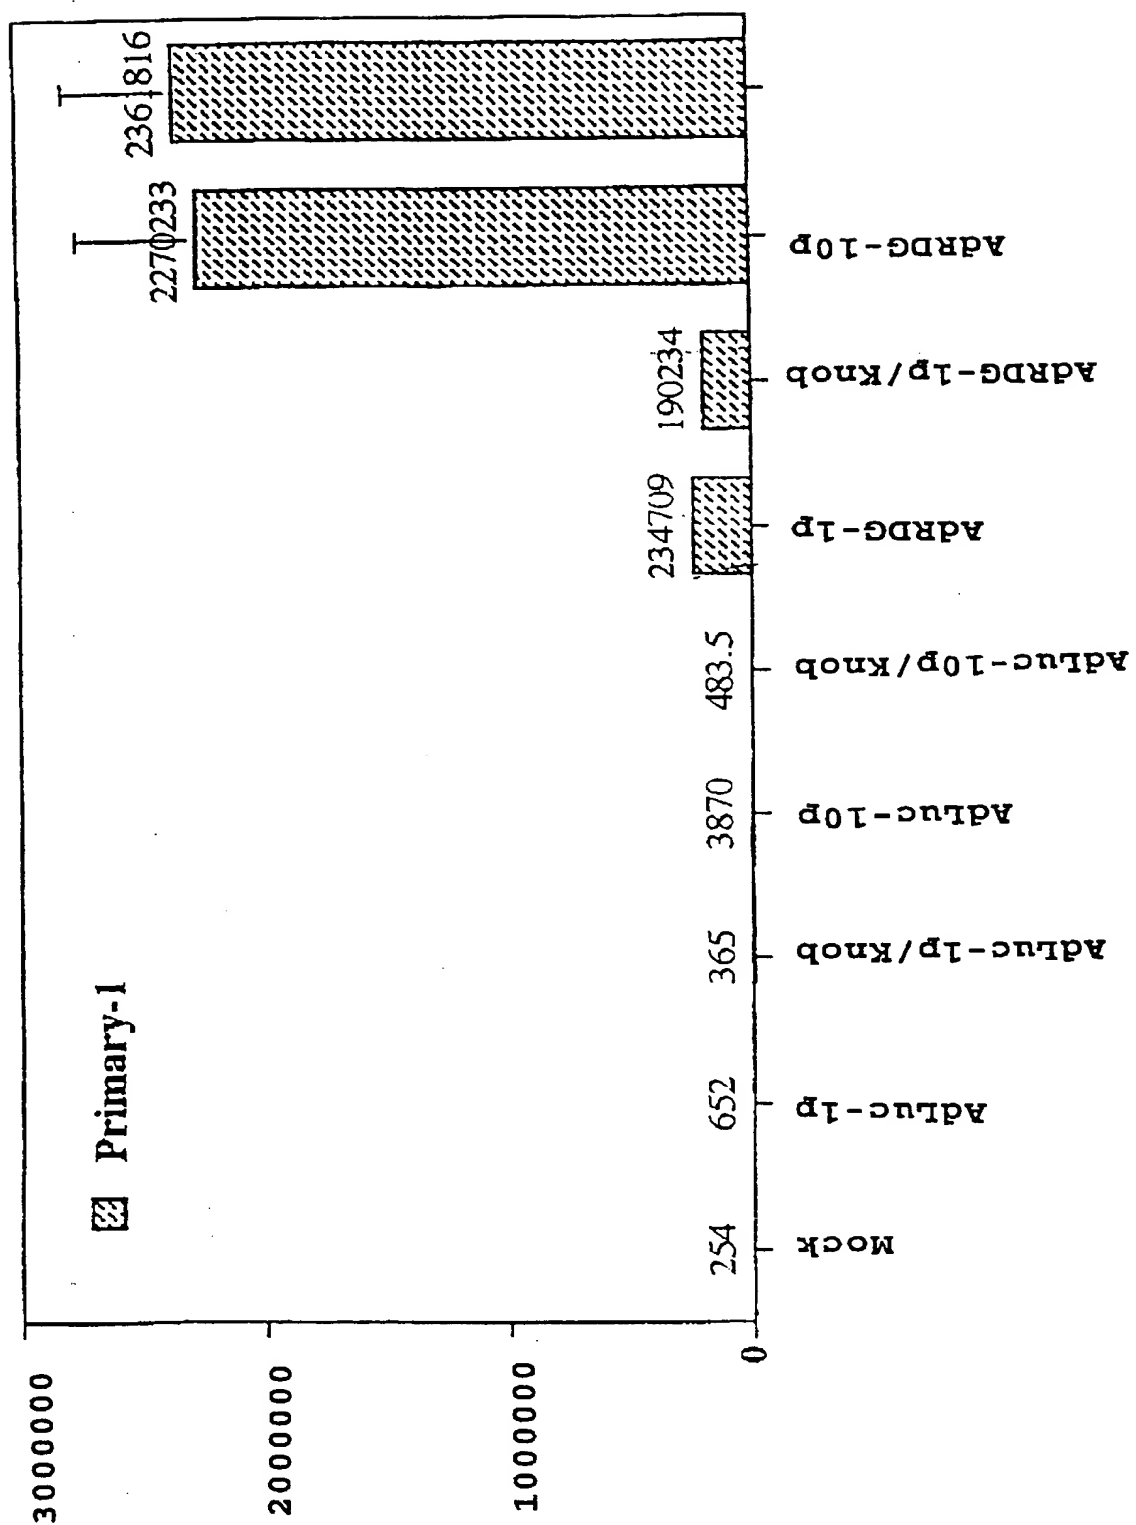 3000000
2000000
1000000
0
Primary-1
254
652
365
3870
483.5
234709
190234
2270233
2361816
Mock
AdLuc-1p
AdLuc-1p/Knob
AdLuc-10p
AdLuc-10p/Knob
AdRDG-1p
AdRDG-1p/Knob
AdRDG-10p